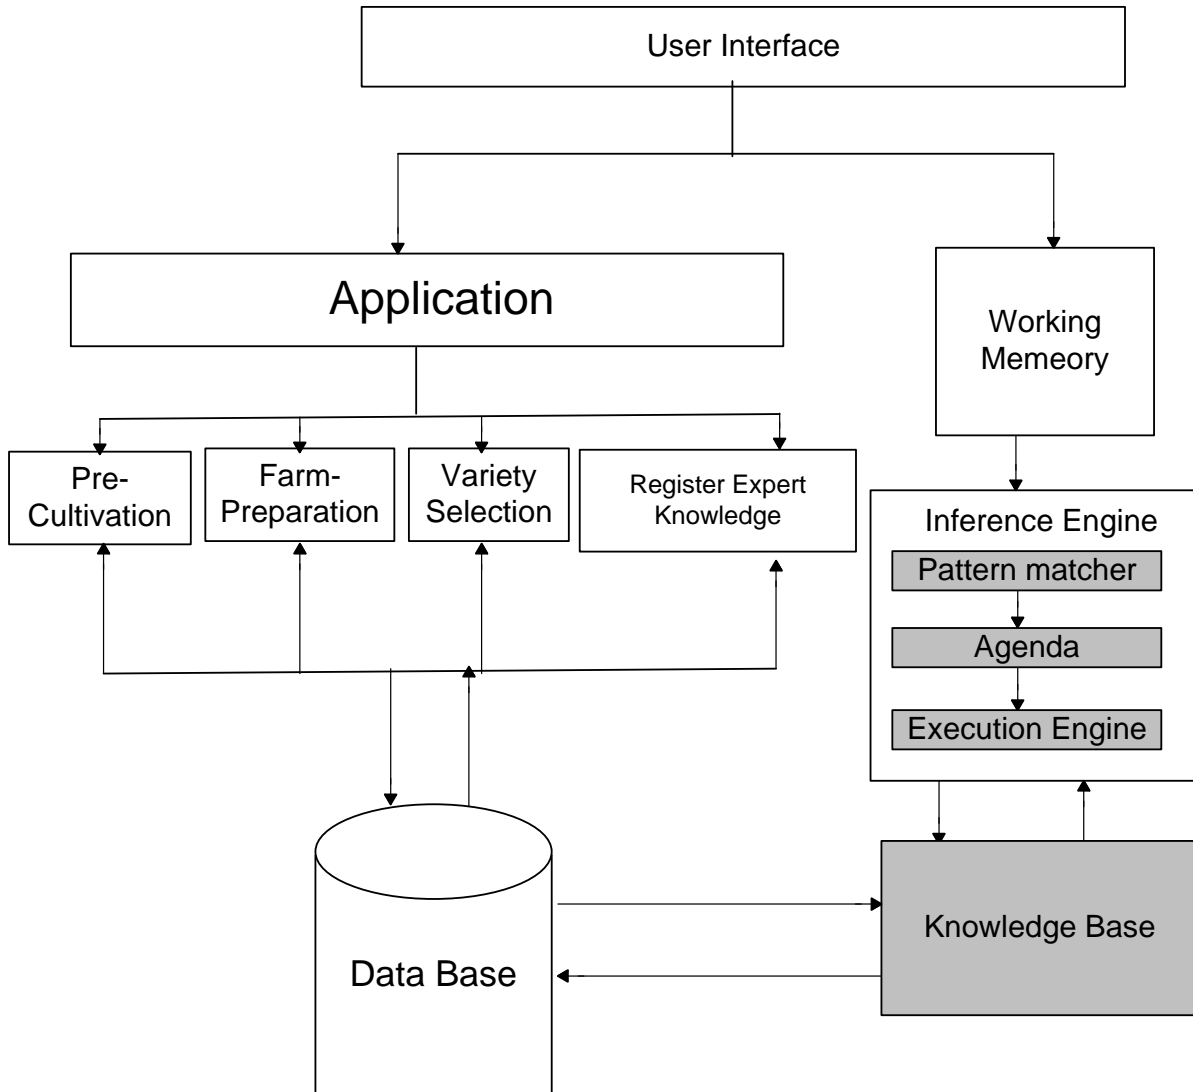 User Interface
Application
Working
Memeory
Pre-
Cultivation
Farm-
Preparation
Variety
Selection
Register Expert
Knowledge
Inference Engine
Pattern matcher
Agenda
Execution Engine
Data Base
Knowledge Base